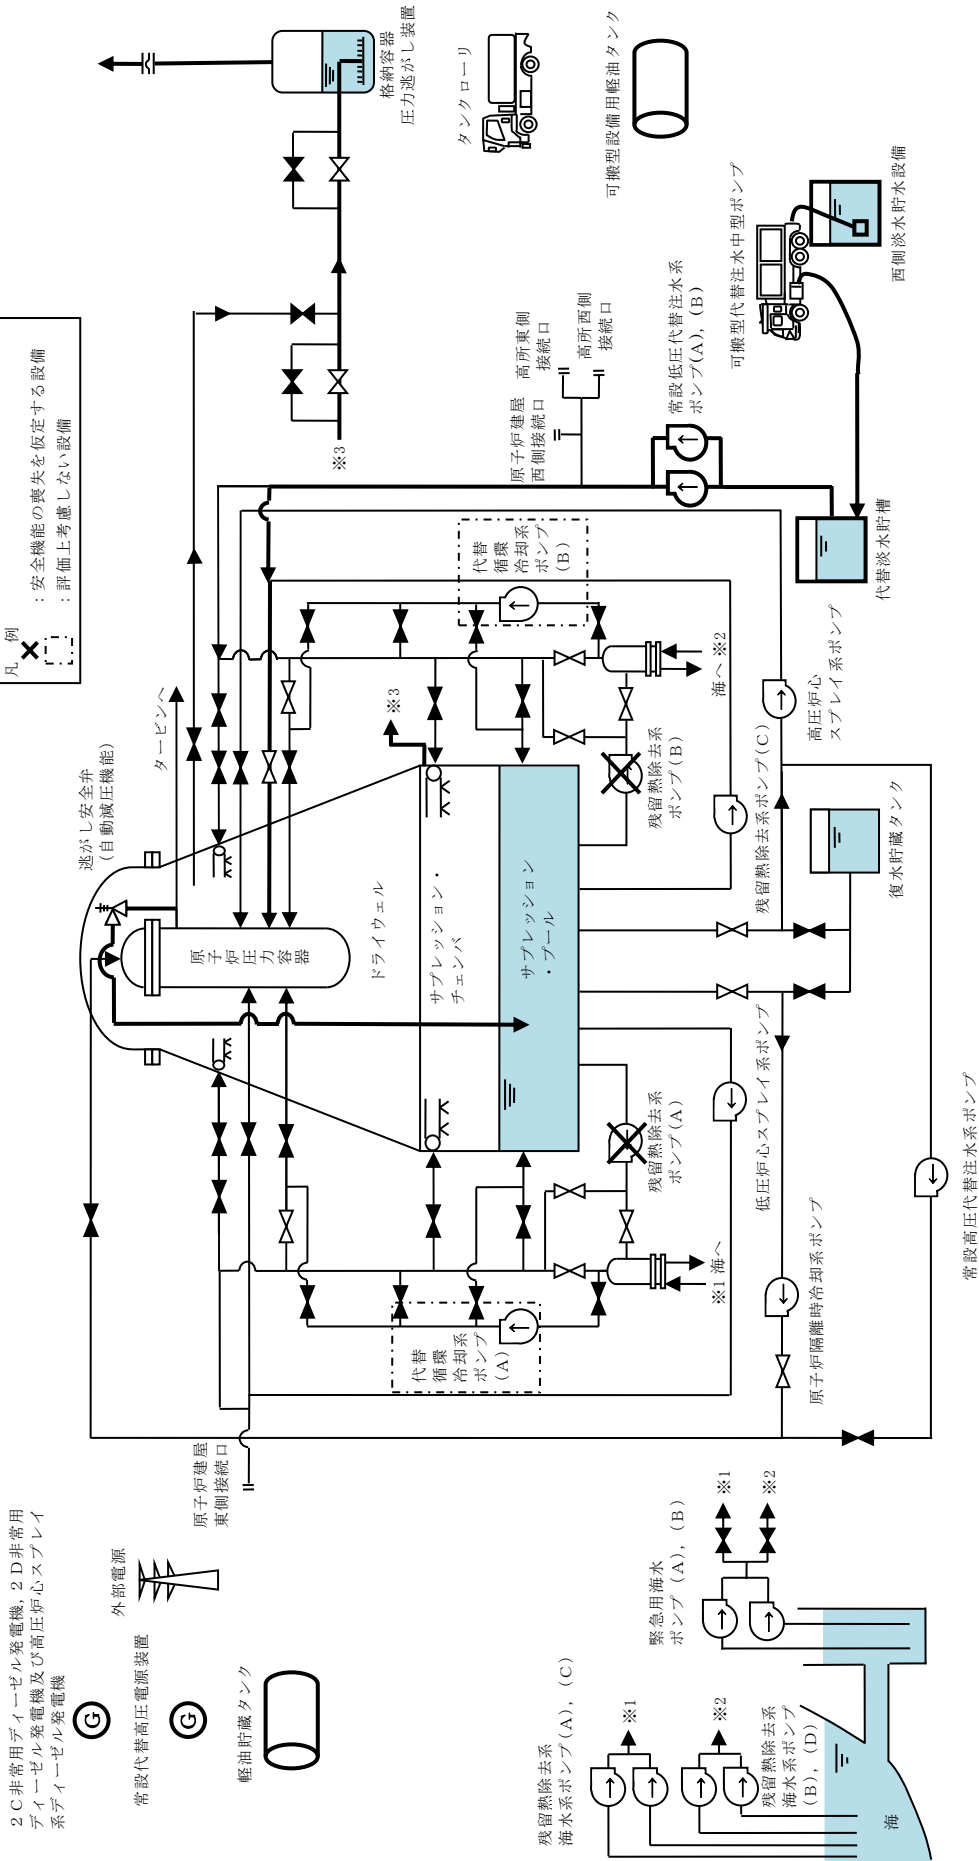 凡 例
：安全機能の喪失を仮定する設備
：評価上考慮しない設備
格納容器
圧力逃がし装置
タンクローリ
可搬型設備用軽油タンク
可搬型代替注水中型ポンプ
西側淡水貯水設備
高所東側
接続口
高所西側
接続口
原子炉建屋
西側接続口
常設低圧代替注水系
ポンプ(A), (B)
代替淡水貯槽
※3
タービンへ
※3
逃がし安全弁
(自動減圧機能)
代替
循環
冷却系
ポンプ
(B)
海へ ※2
残留熱除去系
ポンプ(B)
高圧炉心
スプレイ系ポンプ
残留熱除去系ポンプ(C)
復水貯蔵タンク
原子炉圧力容器
ドライウェル
サプレッション・
チェンバ
サプレッション
・プール
低圧炉心スプレイ系ポンプ
残留熱除去系
ポンプ(A)
※1 海へ
原子炉隔離時冷却系ポンプ
常設高圧代替注水系ポンプ
代替
循環
冷却系
ポンプ
(A)
原子炉建屋
東側接続口
2C非常用ディーゼル発電機, 2D非常用
ディーゼル発電機及び高圧炉心スプレイ
系ディーゼル発電機
G
外部電源
常設代替高圧電源装置
G
軽油貯蔵タンク
緊急用海水
ポンプ (A), (B)
※1
※2
残留熱除去系
海水系ポンプ(A), (C)
※1
※2
残留熱除去系
海水系ポンプ
(B), (D)
海